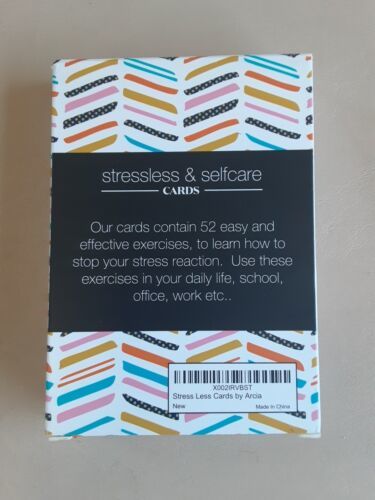 stressless & selfcare
CARDS
Our cards contain 52 easy and
effective exercises, to learn how to
stop your stress reaction. Use these
exercises in your daily life, school,
office, work etc..
X002IRVBST
Stress Less Cards by Arcia
New
Made In China